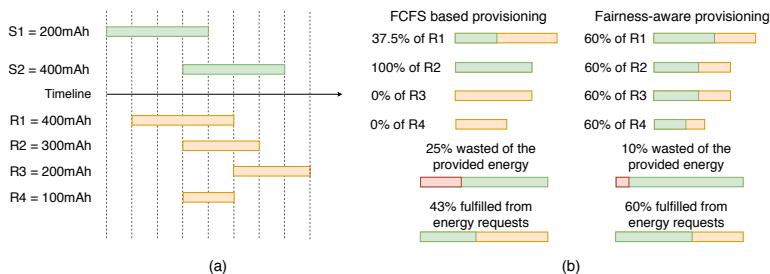 S1 = 200mAh
S2 = 400mAh
Timeline
R1 = 400mAh
R2 = 300mAh
R3 = 200mAh
R4 = 100mAh
(a)
FCFS based provisioning
37.5% of R1
100% of R2
0% of R3
0% of R4
25% wasted of the
provided energy
43% fulfilled from
energy requests
Fairness-aware provisioning
60% of R1
60% of R2
60% of R3
60% of R4
10% wasted of the
provided energy
60% fulfilled from
energy requests
(b)